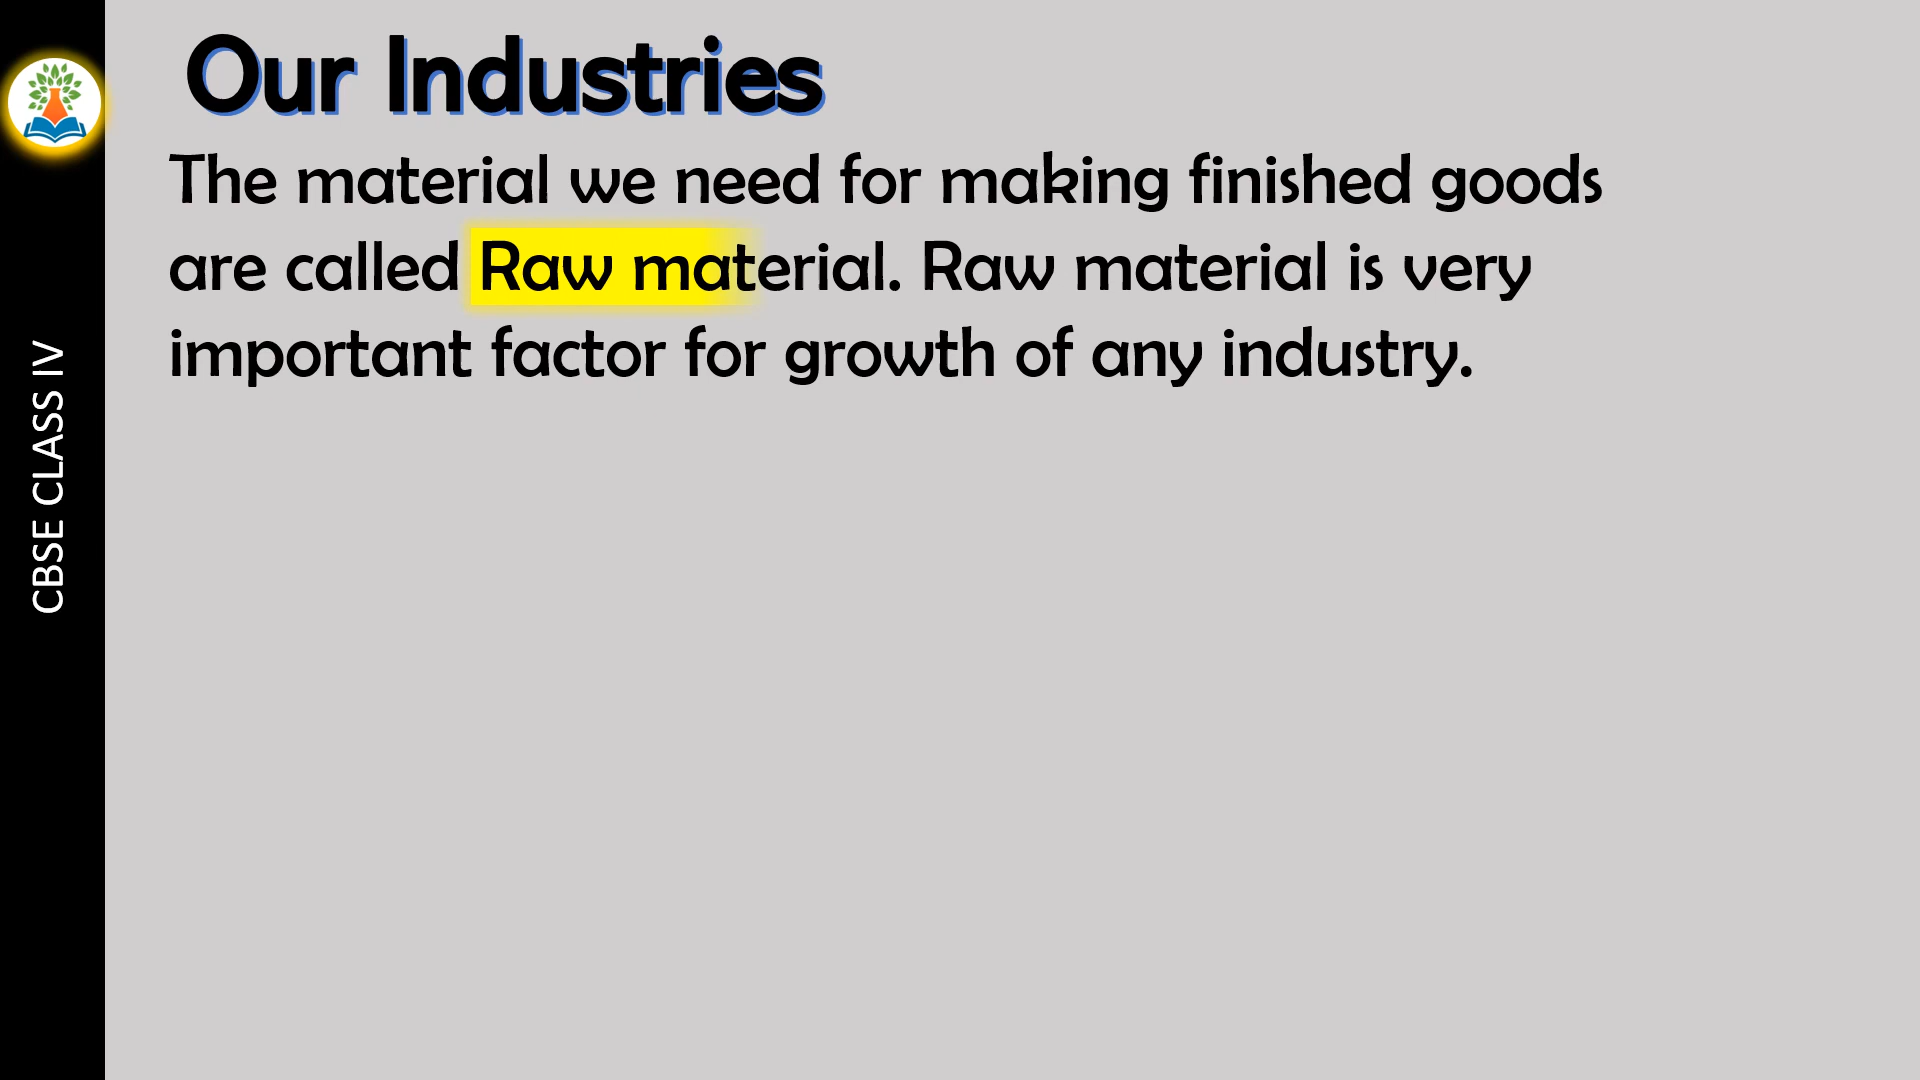 Our Industries
The material we need for making finished goods
are called Raw material. Raw material is very
important factor for growth of any industry.
CBSE CLASS IV